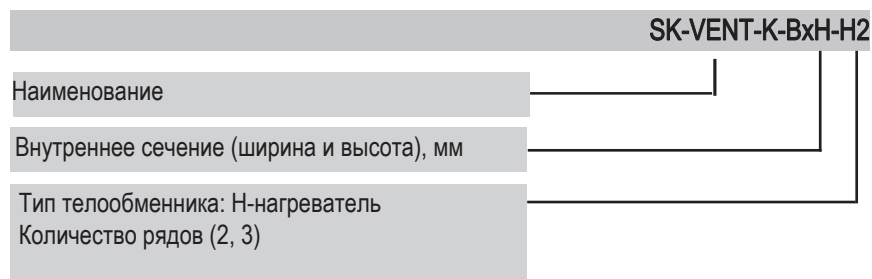 SK-VENT-K-BxH-H2
Наименование
Внутреннее сечение (ширина и высота), мм
Тип телообменника: Н-нагреватель
Количество рядов (2, 3)